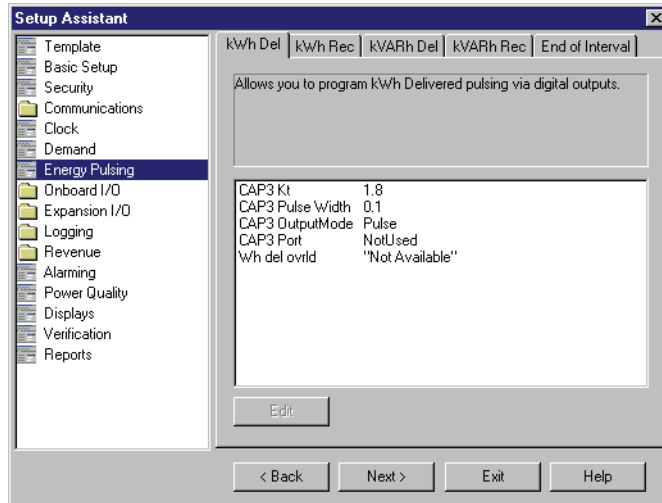 Setup Assistant
Template
Basic Setup
Security
Communications
Clock
Demand
Energy Pulsing
Onboard I/O
Expansion I/O
Logging
Revenue
Alarming
Power Quality
Displays
Verification
Reports
kWh Del kWh Rec kVARh Del kVARh Rec End of Interval
Allows you to program kWh Delivered pulsing via digital outputs.
CAP3 Kt 1.8
CAP3 Pulse Width 0.1
CAP3 OutputMode Pulse
CAP3 Port NotUsed
Wh del ovrld "Not Available"
Edit
< Back Next > Exit Help